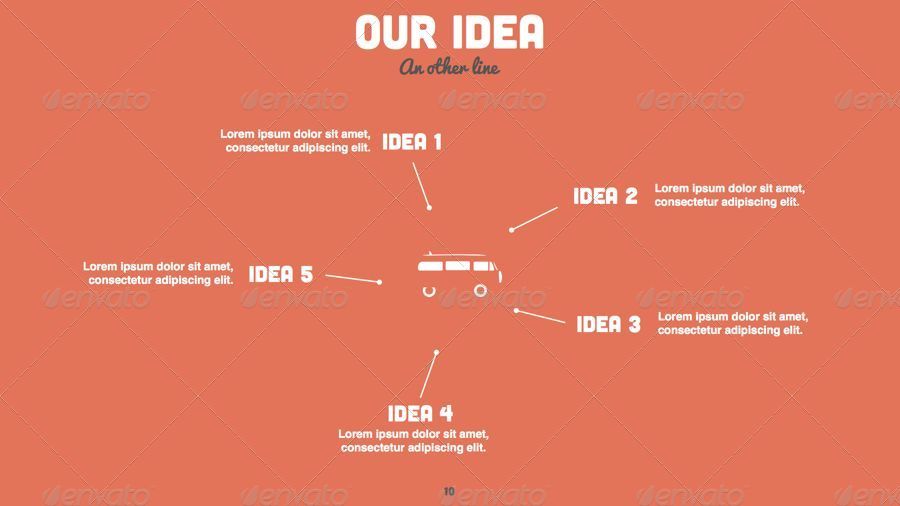 OUR IDEA
An other line
Lorem ipsum dolor sit amet,
consectetur adipiscing elit.
IDEA 1
IDEA 2
Lorem ipsum dolor sit amet,
consectetur adipiscing elit.
Lorem ipsum dolor sit amet,
consectetur adipiscing elit.
IDEA 5
IDEA 3
Lorem ipsum dolor sit amet,
consectetur adipiscing elit.
IDEA 4
Lorem ipsum dolor sit amet,
consectetur adipiscing elit.
10
envato